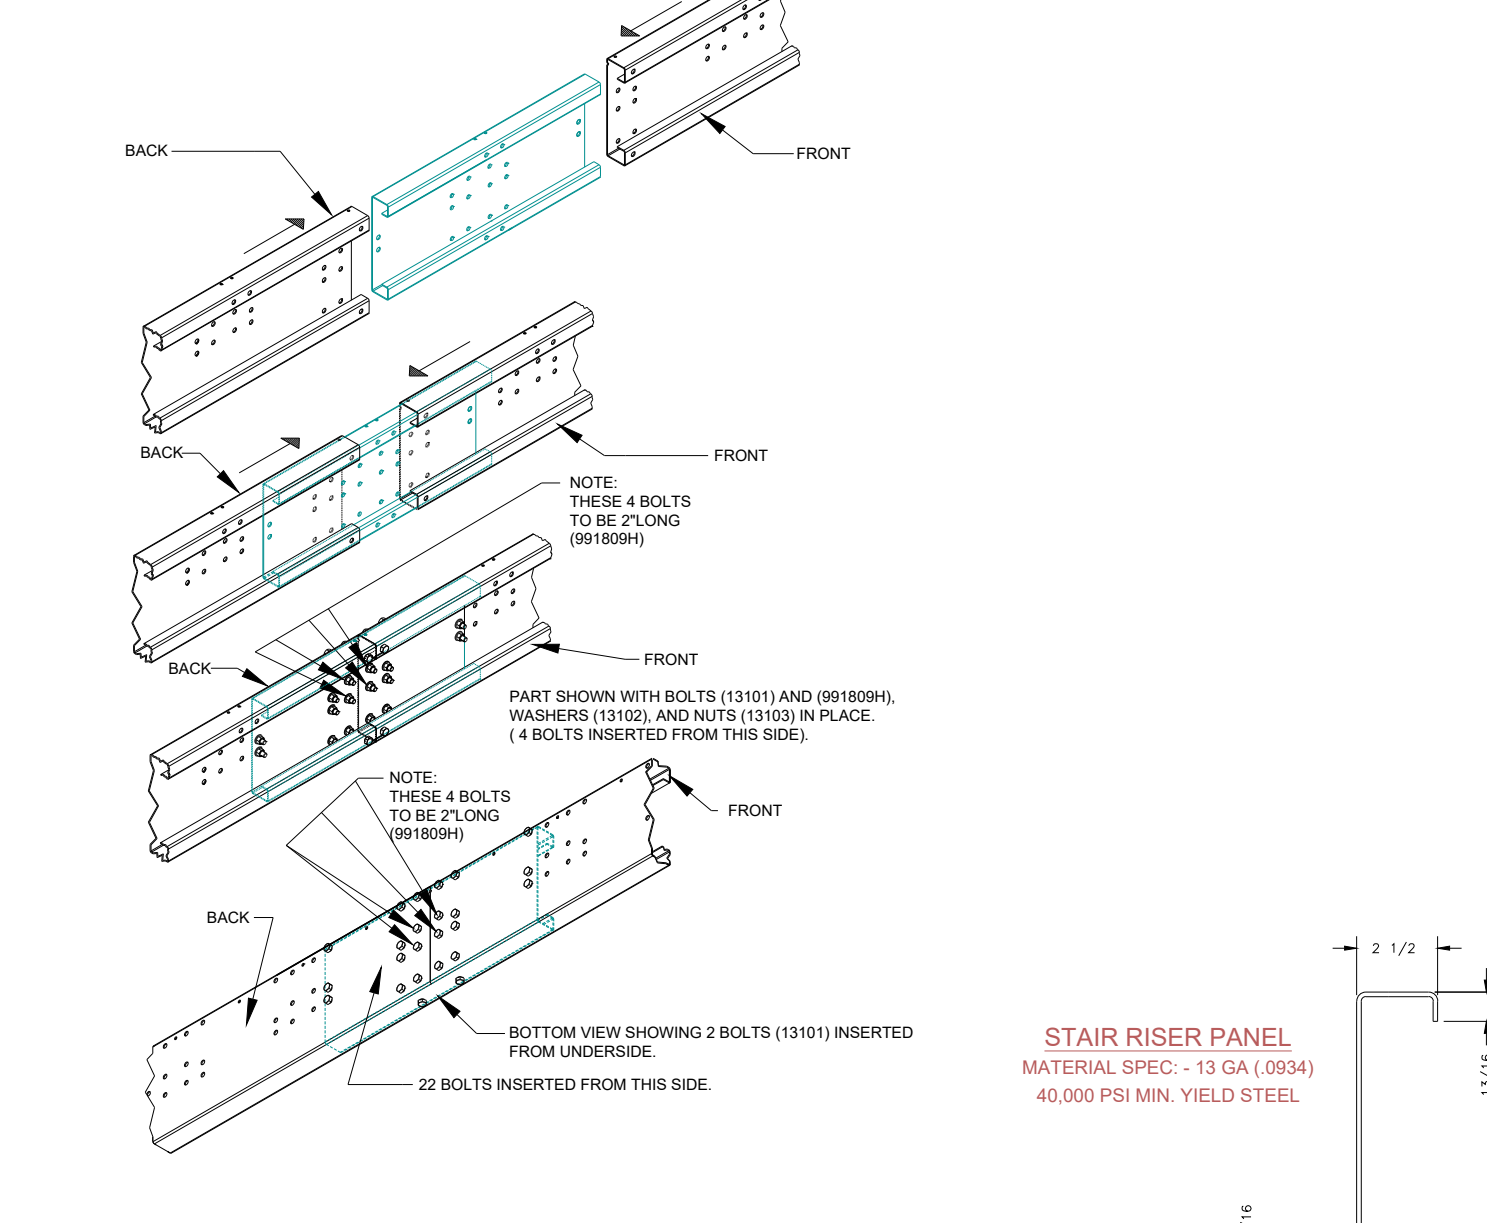 BACK
FRONT
BACK
FRONT
NOTE:
THESE 4 BOLTS
TO BE 2"LONG
(991809H)
BACK
FRONT
PART SHOWN WITH BOLTS (13101) AND (991809H),
WASHERS (13102), AND NUTS (13103) IN PLACE.
( 4 BOLTS INSERTED FROM THIS SIDE).
NOTE:
THESE 4 BOLTS
TO BE 2"LONG
(991809H)
FRONT
BACK
BOTTOM VIEW SHOWING 2 BOLTS (13101) INSERTED
FROM UNDERSIDE.
22 BOLTS INSERTED FROM THIS SIDE.
2 1/2
STAIR RISER PANEL
MATERIAL SPEC: - 13 GA (.0934)
40,000 PSI MIN. YIELD STEEL
13/16